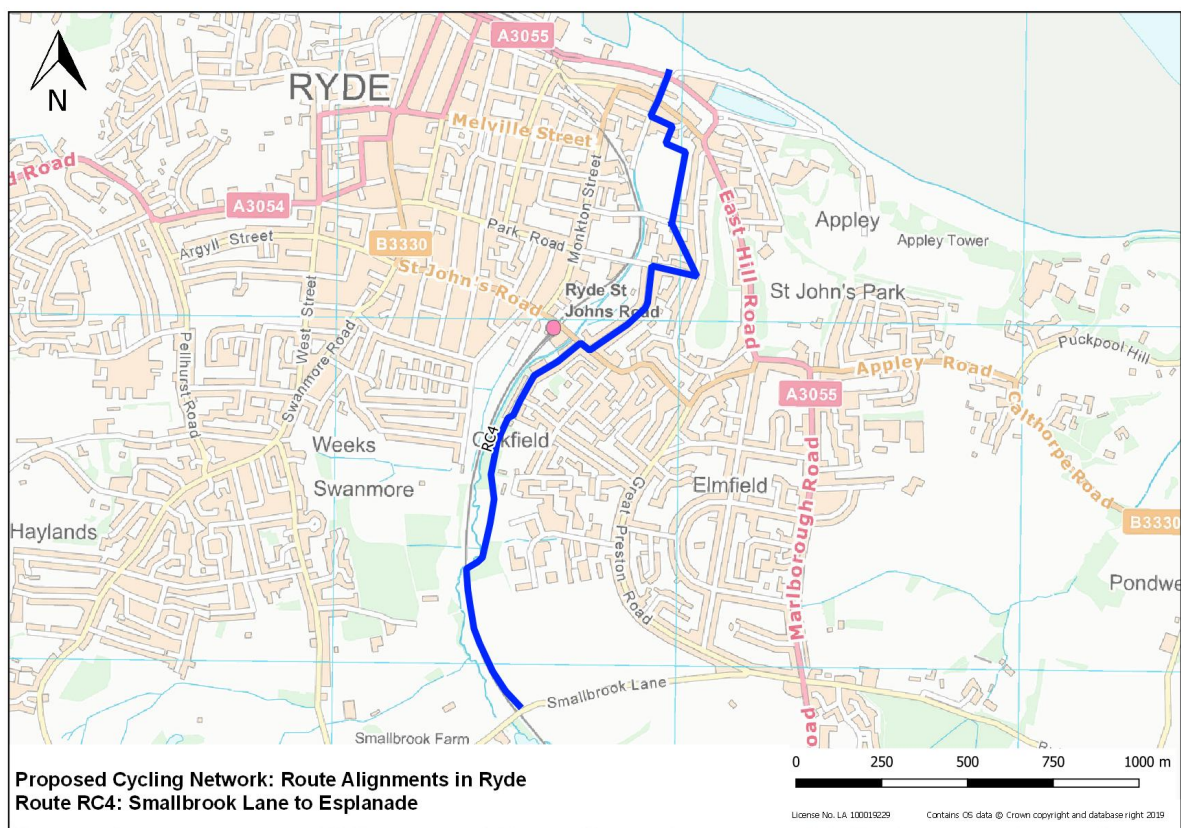 A3055
N
RYDE
Melville Street
d Road
A3054
Monkton Street
East Hill Road
Appley
Appley Tower
Argyll Street
B3330
Park Road
St John's Road
Ryde St
Johns Road
St John's Park
West Street
Pellhurst Road
Swanmore Road
Puckpool Hill
Appley Road
A3055
Calthorpe Road
RC4
Weeks
Swanmore
Elmfield
Great Preston Road
Marlborough Road
Haylands
B3330
Pondwe
Smallbrook Lane
Smallbrook Farm
oad
Proposed Cycling Network: Route Alignments in Ryde
Route RC4: Smallbrook Lane to Esplanade
0 250 500 750 1000 m
License No. LA 100019229 Contains OS data @ Crown copyright and database right 2019